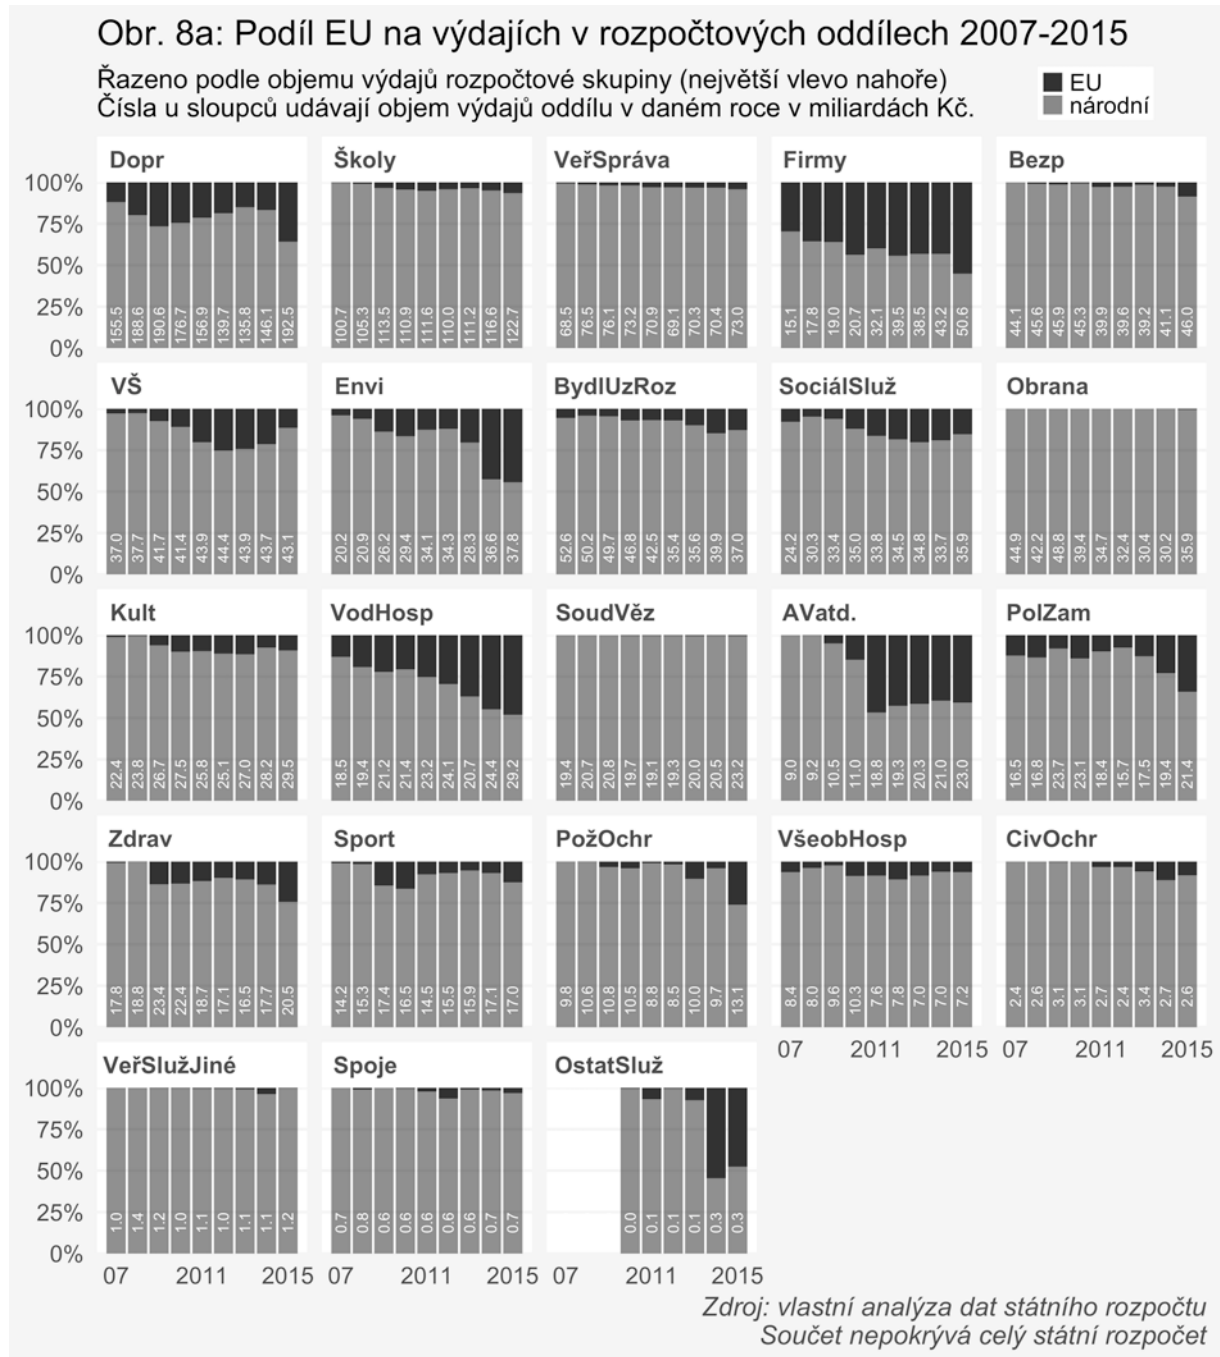 Obr. 8a: Podíl EU na výdajích v rozpočtových oddílech 2007-2015
Řazeno podle objemu výdajů rozpočtové skupiny (největší vlevo nahoře)
Čísla u sloupců udávají objem výdajů oddílu v daném roce v miliardách Kč.
EU
národní
Dopr Školy VeřSpráva Firmy Bezp
100%
75%
50%
25%
0%
155.5 188.6 190.6 176.7 156.9 139.7 135.8 146.1 192.5
100.7 105.3 113.5 110.9 111.6 110.0 111.2 116.6 122.7
68.5 76.5 76.1 73.2 70.9 69.1 70.3 70.4 73.0
15.1 17.8 19.0 20.7 32.1 39.5 38.5 43.2 50.6
44.1 45.6 45.9 45.3 39.9 39.6 39.2 41.1 46.0
VŠ Envi BydlUzRoz SociálSluž Obrana
100%
75%
50%
25%
0%
37.0 37.7 41.7 41.4 43.9 44.4 43.9 43.7 43.1
20.2 20.9 26.2 29.4 34.1 34.3 28.3 36.6 37.8
52.6 50.2 49.7 46.8 42.5 35.4 35.6 39.9 37.0
24.2 30.3 33.4 35.0 33.8 34.5 34.8 33.7 35.9
44.9 42.2 48.8 39.4 34.7 32.4 30.4 30.2 35.9
Kult VodHosp SoudVěz AVatd. PolZam
100%
75%
50%
25%
0%
22.4 23.8 26.7 27.5 25.8 25.1 27.0 28.2 29.5
18.5 19.4 21.2 21.4 23.2 24.1 20.7 24.4 29.2
19.4 20.7 20.8 19.7 19.1 19.3 20.0 20.5 23.2
9.0 9.2 10.5 11.0 18.8 19.3 20.3 21.0 23.0
16.5 16.8 23.7 23.1 18.4 15.7 17.5 19.4 21.4
Zdrav Sport PožOchr VšeobHosp CivOchr
100%
75%
50%
25%
0%
17.8 18.8 23.4 22.4 18.7 17.1 16.5 17.7 20.5
14.2 15.3 17.4 16.5 14.5 15.5 15.9 17.1 17.0
9.8 10.6 10.8 10.5 8.8 8.5 10.0 9.7 13.1
8.4 8.0 9.6 10.3 7.6 7.8 7.0 7.0 7.2
2.4 2.6 3.1 3.1 2.7 2.4 3.4 2.7 2.6
07 2011 2015 07 2011 2015
VeřSlužJiné Spoje OstatSluž
100%
75%
50%
25%
0%
1.0 1.4 1.2 1.0 1.1 1.0 1.1 1.1 1.2
0.7 0.8 0.6 0.6 0.6 0.6 0.6 0.7 0.7
0.0 0.1 0.1 0.1 0.3 0.3
07 2011 2015 07 2011 2015 07 2011 2015
Zdroj: vlastní analýza dat státního rozpočtu
Součet nepokrývá celý státní rozpočet